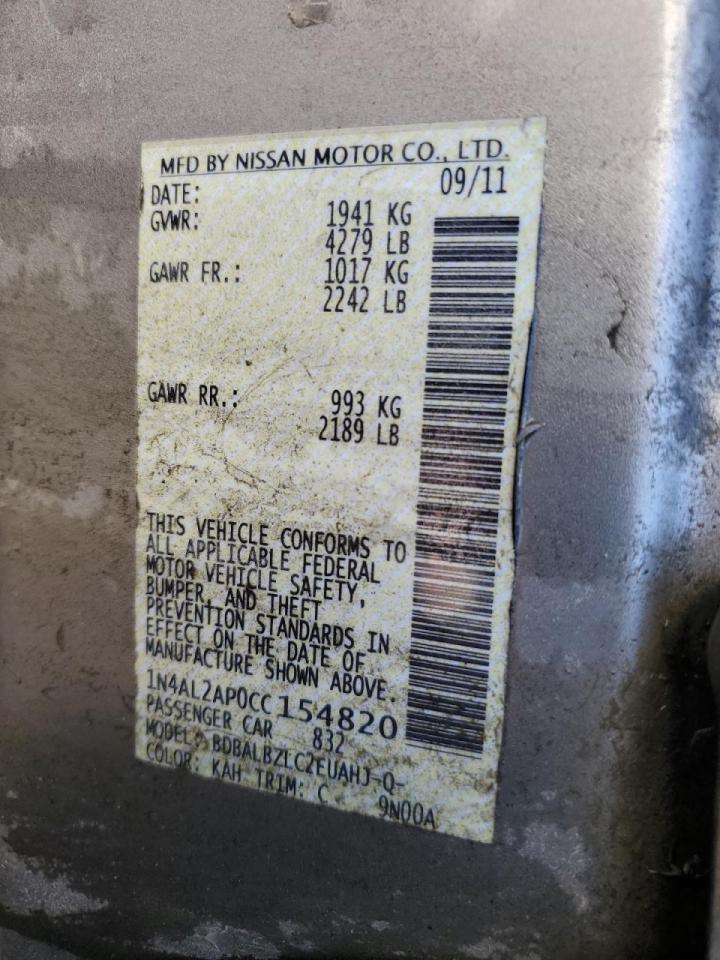 MFD BY NISSAN MOTOR CO., LTD.
DATE: 09/11
GVWR: 1941 KG
4279 LB
GAWR FR.: 1017 KG
2242 LB
GAWR RR.: 993 KG
2189 LB
THIS VEHICLE CONFORMS TO
ALL APPLICABLE FEDERAL
MOTOR VEHICLE SAFETY,
BUMPER, AND THEFT
PREVENTION STANDARDS IN
EFFECT ON THE DATE OF
MANUFACTURE SHOWN ABOVE.
1N4AL2AP0CC154820
PASSENGER CAR 832
MODEL: BDBALBZLC2EUAHJ-Q-
COLOR: KAH TRIM: C 9N00A